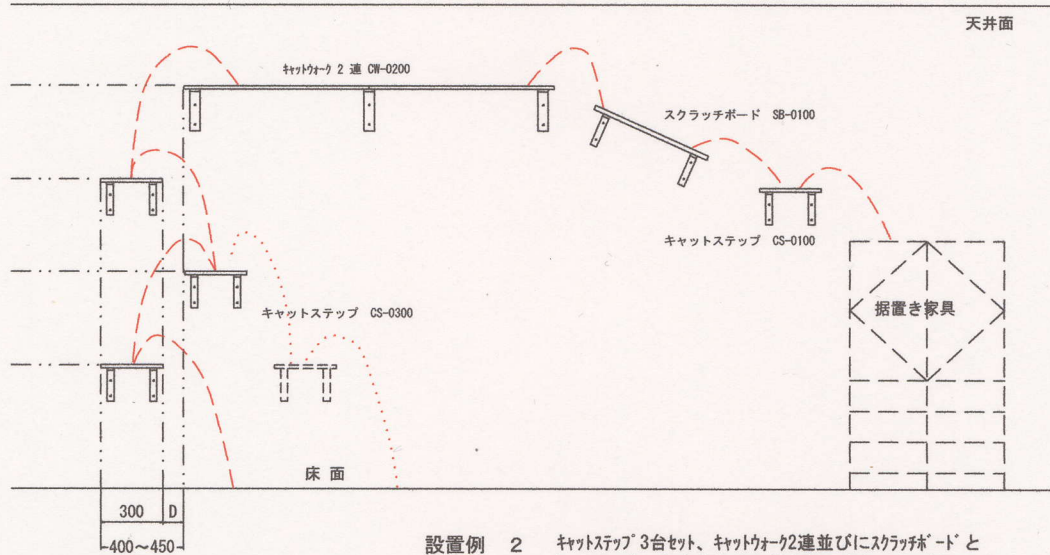 天井面
キャットウォーク 2 連 CW-0200
スクラッチボード SB-0100
キャットステップ CS-0100
キャットステップ CS-0300
据置き家具
床 面
300 D
400～450
設置例 2 キャットステップ3台セット、キャットウォーク2連並びにスクラッチボードと